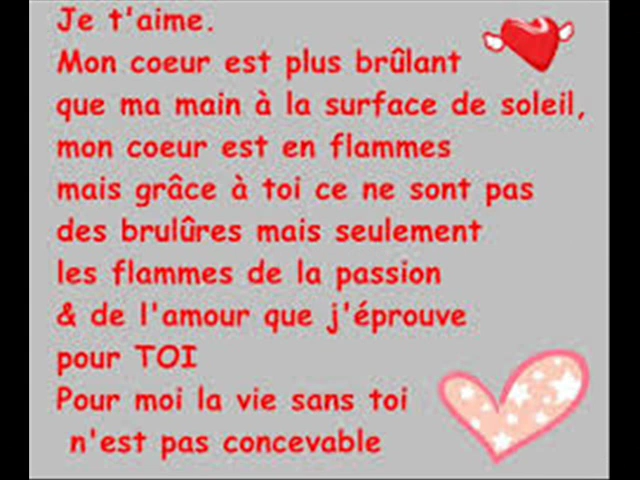 Je t'aime.
Mon coeur est plus brûlant
que ma main à la surface de soleil,
mon coeur est en flammes
mais grâce à toi ce ne sont pas
des brulûres mais seulement
les flammes de la passion
& de l'amour que j'éprouve
pour TOI
Pour moi la vie sans toi
n'est pas concevable